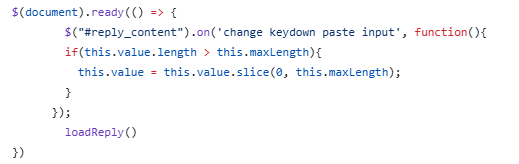 $(document).ready(() => {
$("#reply_content").on('change keydown paste input', function(){
if(this.value.length > this.maxLength){
this.value = this.value.slice(0, this.maxLength);
}
});
loadReply()
})